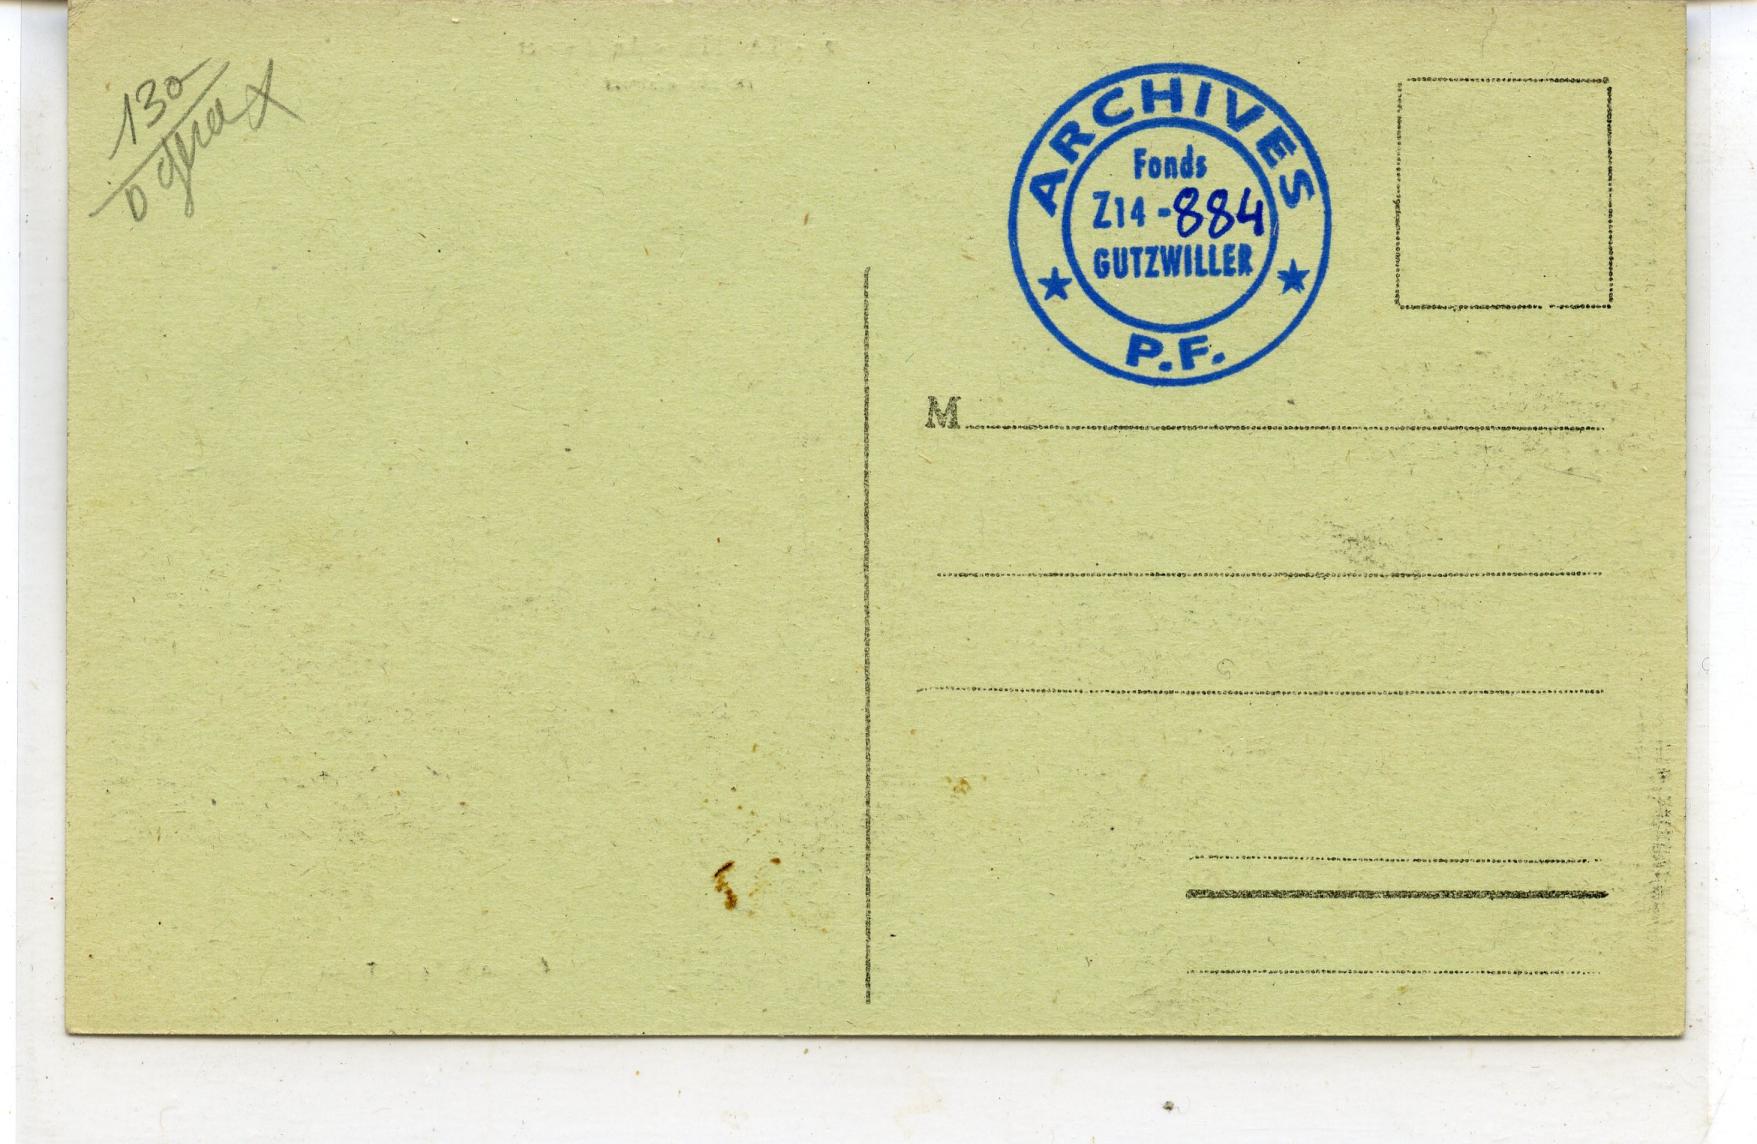 130
ARCHIVES
Fonds
Z14-884
GUTZWILLER
P.F.
M